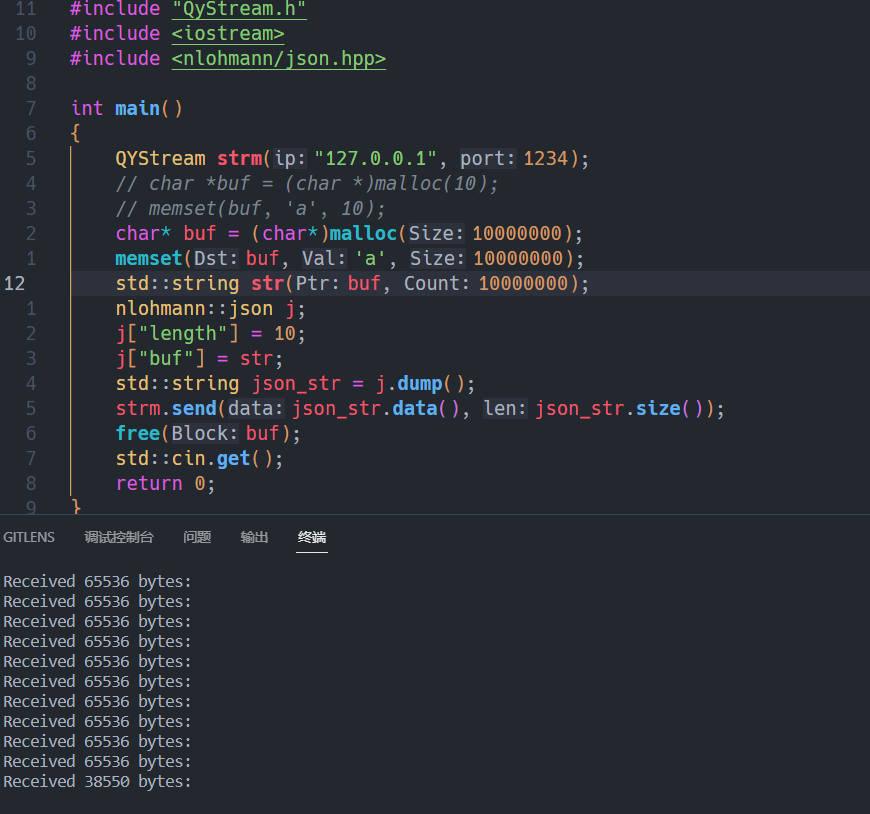 11 #include "QyStream.h"
10 #include <iostream>
9 #include <nlohmann/json.hpp>
8
7 int main()
6 {
5 QYStream strm(ip: "127.0.0.1", port: 1234);
4 // char *buf = (char *)malloc(10);
3 // memset(buf, 'a', 10);
2 char* buf = (char*)malloc(Size: 10000000);
1 memset(Dst: buf, Val: 'a', Size: 10000000);
12 std::string str(Ptr: buf, Count: 10000000);
1 nlohmann::json j;
2 j["length"] = 10;
3 j["buf"] = str;
4 std::string json_str = j.dump();
5 strm.send(data: json_str.data(), len: json_str.size());
6 free(Block: buf);
7 std::cin.get();
8 return 0;
9 }
GITLENS 调试控制台 问题 输出 终端
Received 65536 bytes:
Received 65536 bytes:
Received 65536 bytes:
Received 65536 bytes:
Received 65536 bytes:
Received 65536 bytes:
Received 65536 bytes:
Received 65536 bytes:
Received 65536 bytes:
Received 65536 bytes:
Received 38550 bytes: